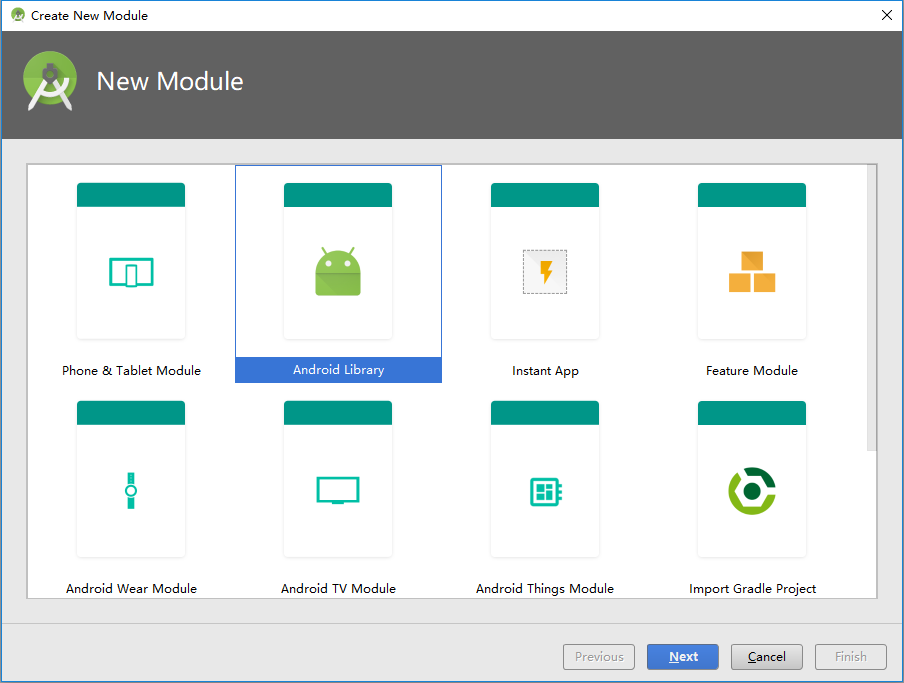 Create New Module
New Module
Phone & Tablet Module
Android Library
Instant App
Feature Module
Android Wear Module
Android TV Module
Android Things Module
Import Gradle Project
Previous
Next
Cancel
Finish